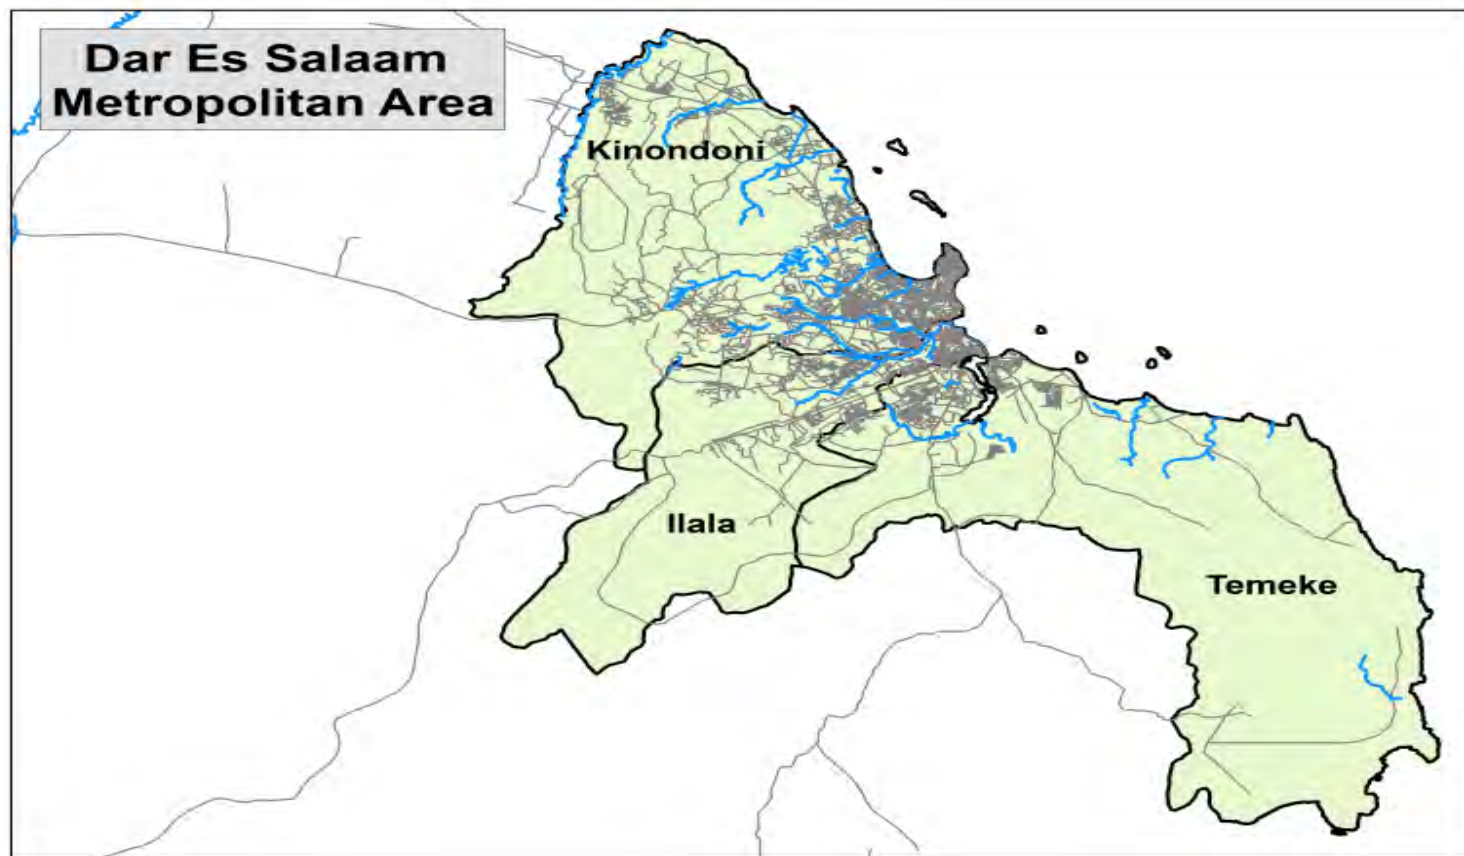 Dar Es Salaam
Metropolitan Area
Kinondoni
Ilala
Temeke